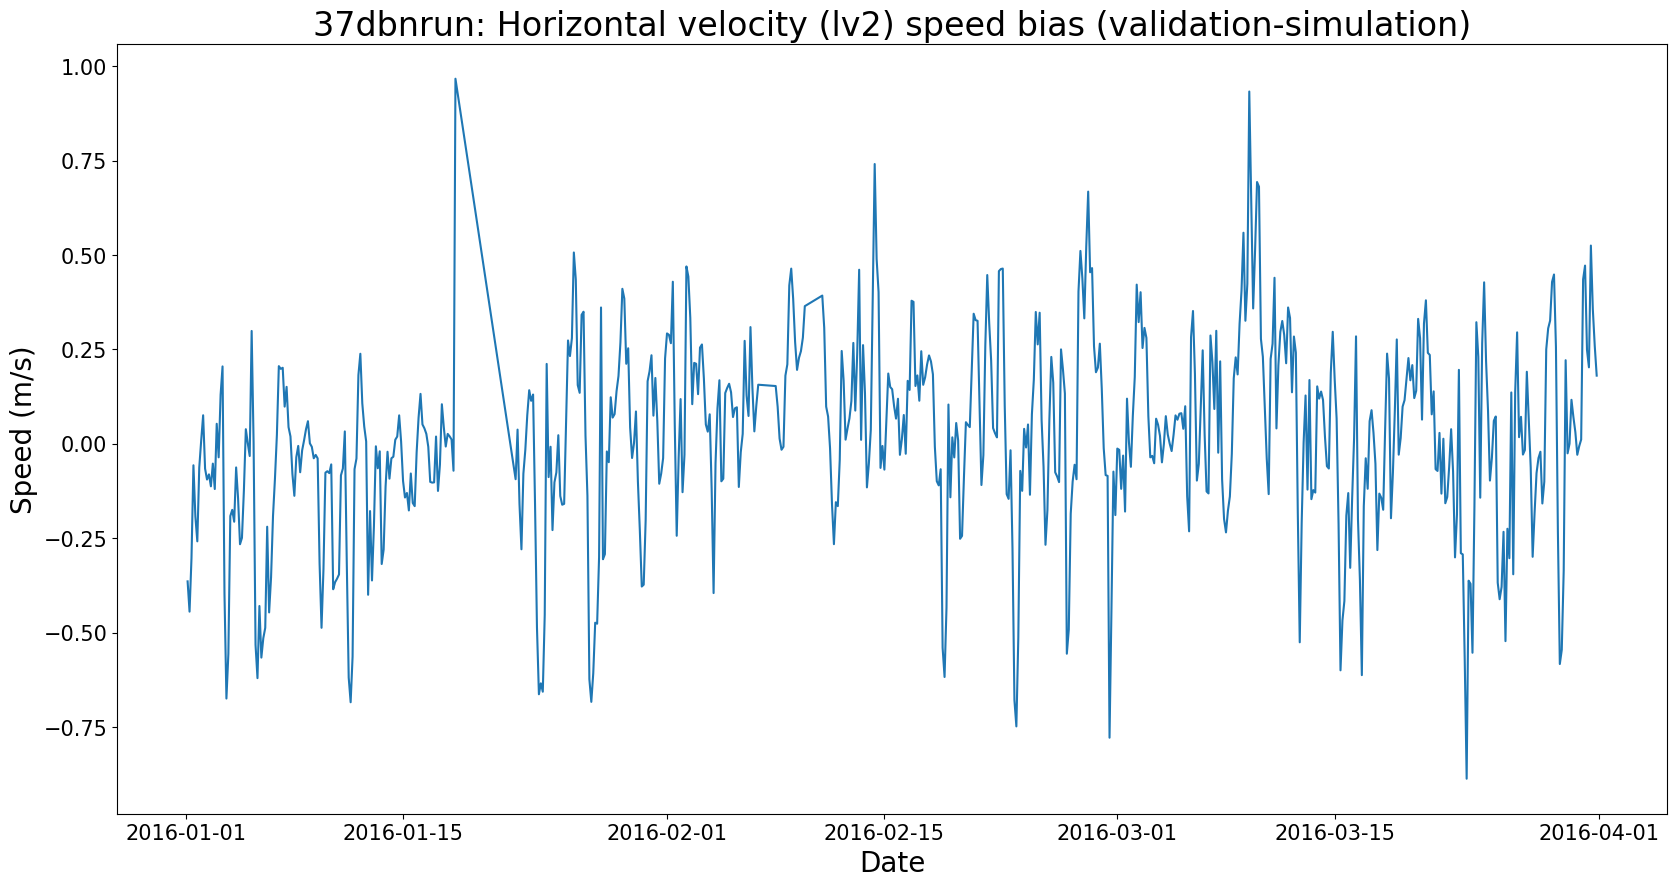 37dbnrun: Horizontal velocity (lv2) speed bias (validation-simulation)
1.00
0.75
0.50
0.25
0.00
−0.25
−0.50
−0.75
Speed (m/s)
2016-01-01 2016-01-15 2016-02-01 2016-02-15 2016-03-01 2016-03-15 2016-04-01
Date